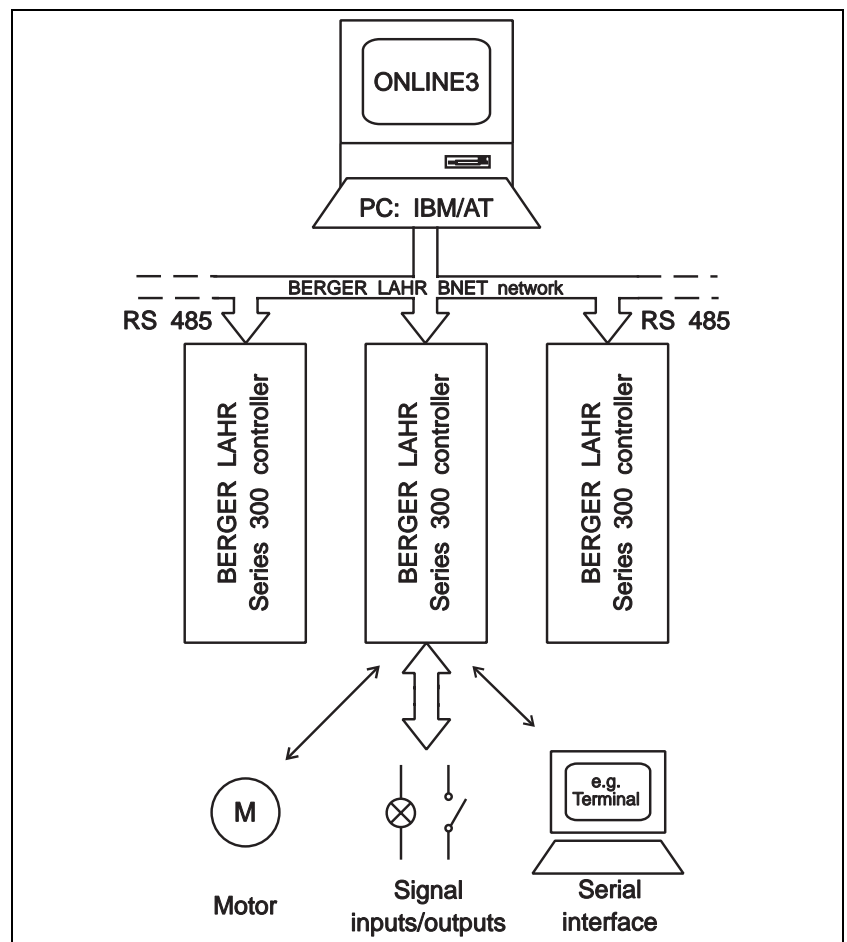 ONLINE3
PC: IBM/AT
BERGER LAHR BNET network
RS 485
RS 485
BERGER LAHR
Series 300 controller
BERGER LAHR
Series 300 controller
BERGER LAHR
Series 300 controller
M
e.g.
Terminal
Motor
Signal
inputs/outputs
Serial
interface